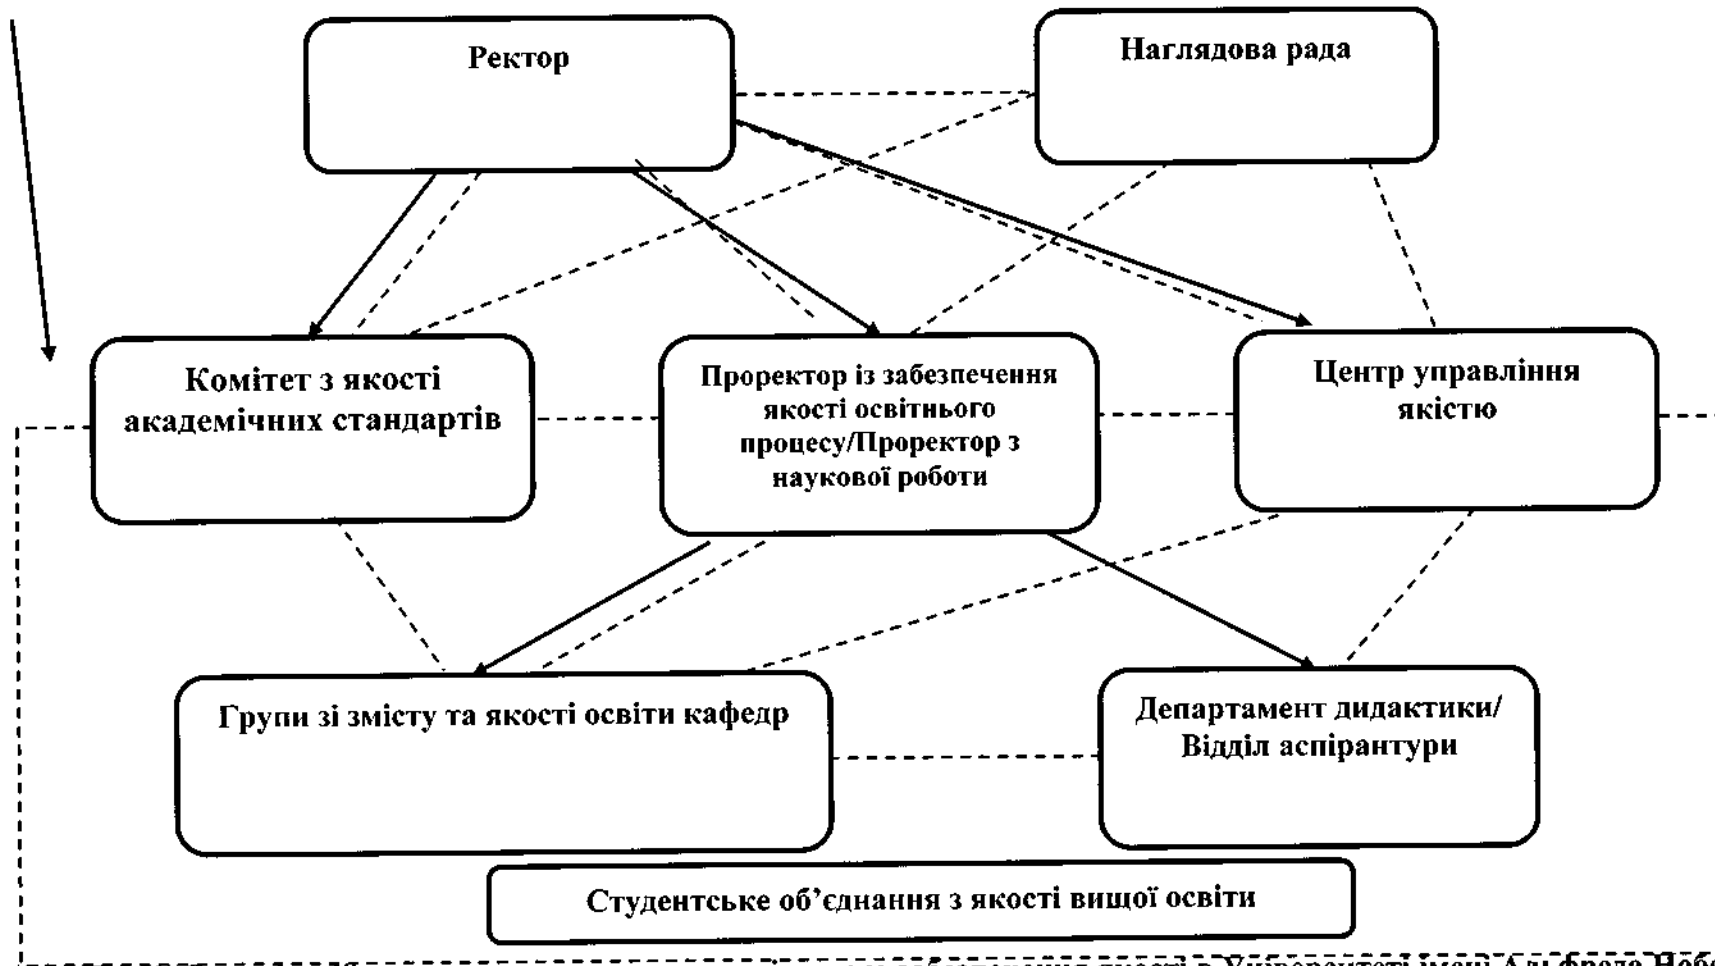 Ректор
Наглядова рада
Комітет з якості
академічних стандартів
Проректор із забезпечення
якості освітнього
процесу/Проректор з
наукової роботи
Центр управління
якістю
Групи зі змісту та якості освіти кафедр
Департамент дидактики/
Відділ аспірантури
Студентське об’єднання з якості вищої освіти